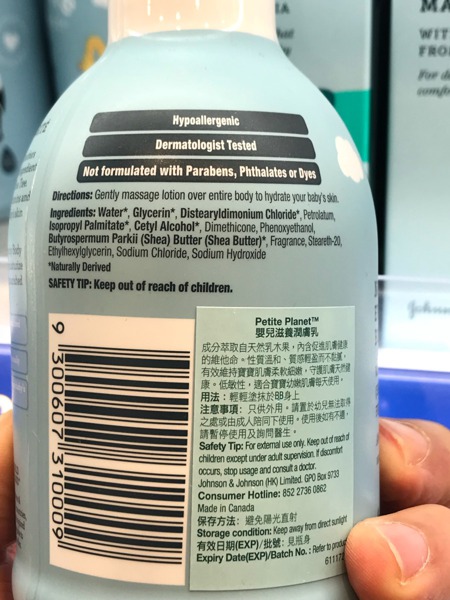 Hypoallergenic
Dermatologist Tested
Not formulated with Parabens, Phthalates or Dyes
Directions: Gently massage lotion over entire body to hydrate your baby's skin.
Ingredients: Water*, Glycerin*, Distearyldimonium Chloride*, Petrolatum,
Isopropyl Palmitate*, Cetyl Alcohol*, Dimethicone, Phenoxyethanol,
Butyrospermum Parkii (Shea) Butter (Shea Butter)*, Fragrance, Steareth-20,
Ethylhexylglycerin, Sodium Chloride, Sodium Hydroxide
*Naturally Derived
SAFETY TIP: Keep out of reach of children.
9 300607 310009
Petite Planet™
嬰兒滋養潤膚乳
成分萃取自天然乳木果，內含促進肌膚健康
的維他命。性質溫和、質感輕盈而不黏膩，
有效維持寶寶肌膚柔軟細嫩，守護肌膚天然健
康。低敏性，適合寶寶幼嫩肌膚每天使用。
用法：輕輕塗抹於BB身上
注意事項：只供外用。請置於幼兒無法取得
之處或由成人陪同下使用。使用後如有不適，
請暫停使用及詢問醫生。
Safety Tip: For external use only. Keep out of reach of
children except under adult supervision. If discomfort
occurs, stop usage and consult a doctor.
Johnson & Johnson (HK) Limited. GPO Box 9733
Consumer Hotline: 852 2736 0862
Made in Canada
保存方法：避免陽光直射
Storage condition: Keep away from direct sunlight
有效日期(EXP)/批號：見瓶身
Expiry Date(EXP)/Batch No. : Refer to